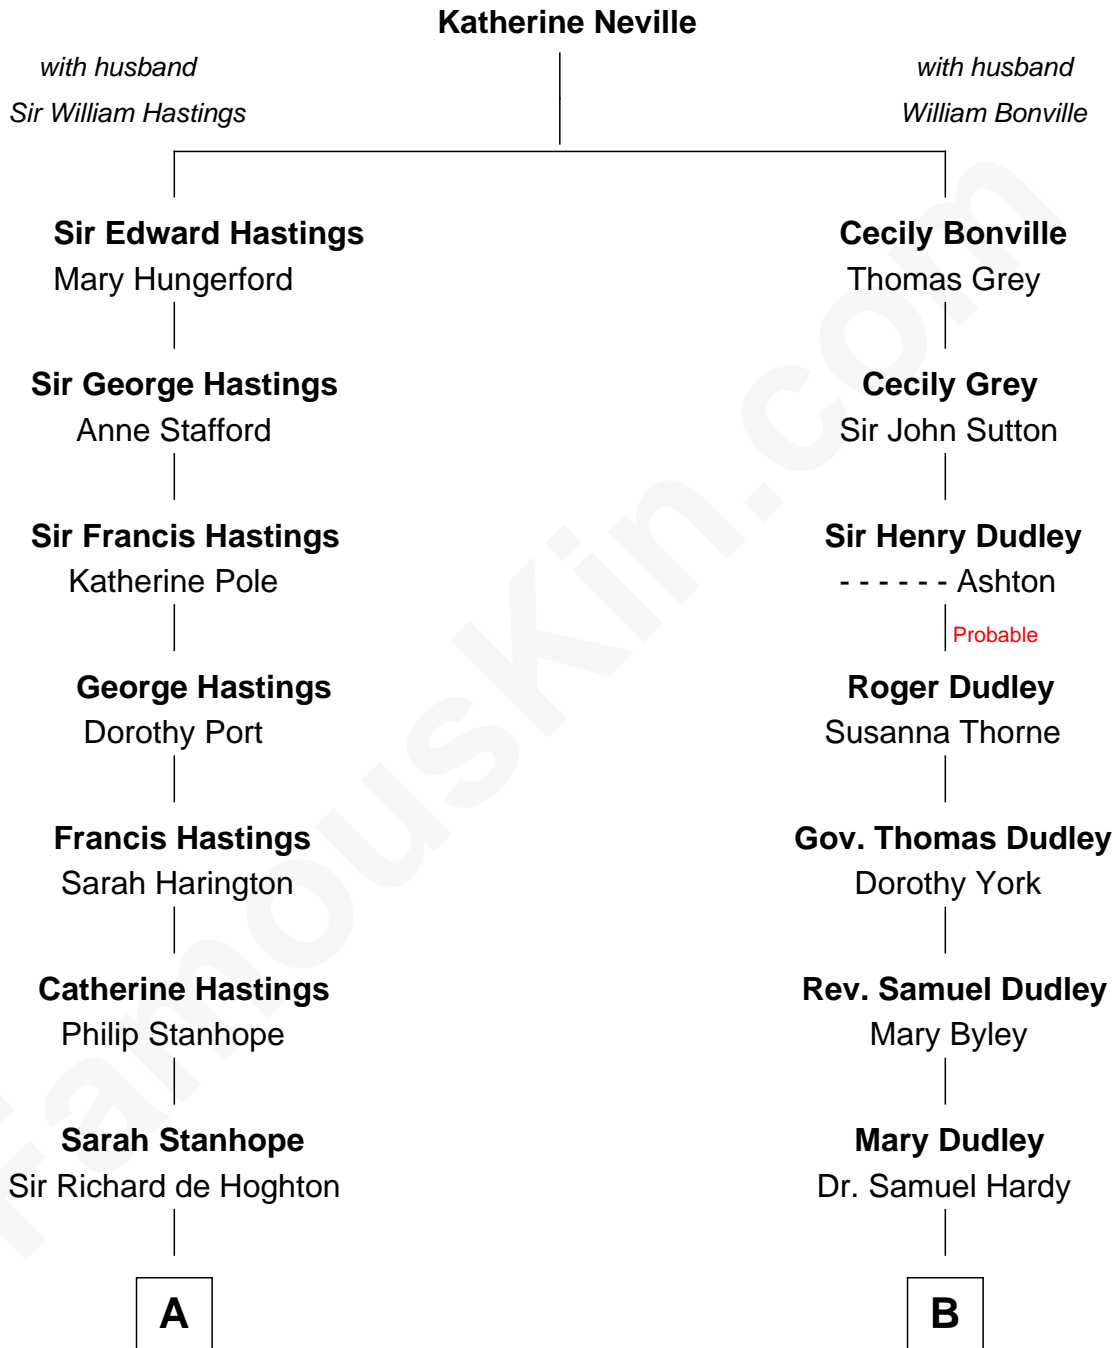 Katherine Neville
with husband
Sir William Hastings
with husband
William Bonville
Sir Edward Hastings
Mary Hungerford
Sir George Hastings
Anne Stafford
Sir Francis Hastings
Katherine Pole
George Hastings
Dorothy Port
Francis Hastings
Sarah Harington
Catherine Hastings
Philip Stanhope
Sarah Stanhope
Sir Richard de Hoghton
A
Cecily Bonville
Thomas Grey
Cecily Grey
Sir John Sutton
Sir Henry Dudley
- - - - - - Ashton
Probable
Roger Dudley
Susanna Thorne
Gov. Thomas Dudley
Dorothy York
Rev. Samuel Dudley
Mary Byley
Mary Dudley
Dr. Samuel Hardy
B
FamousKin.com